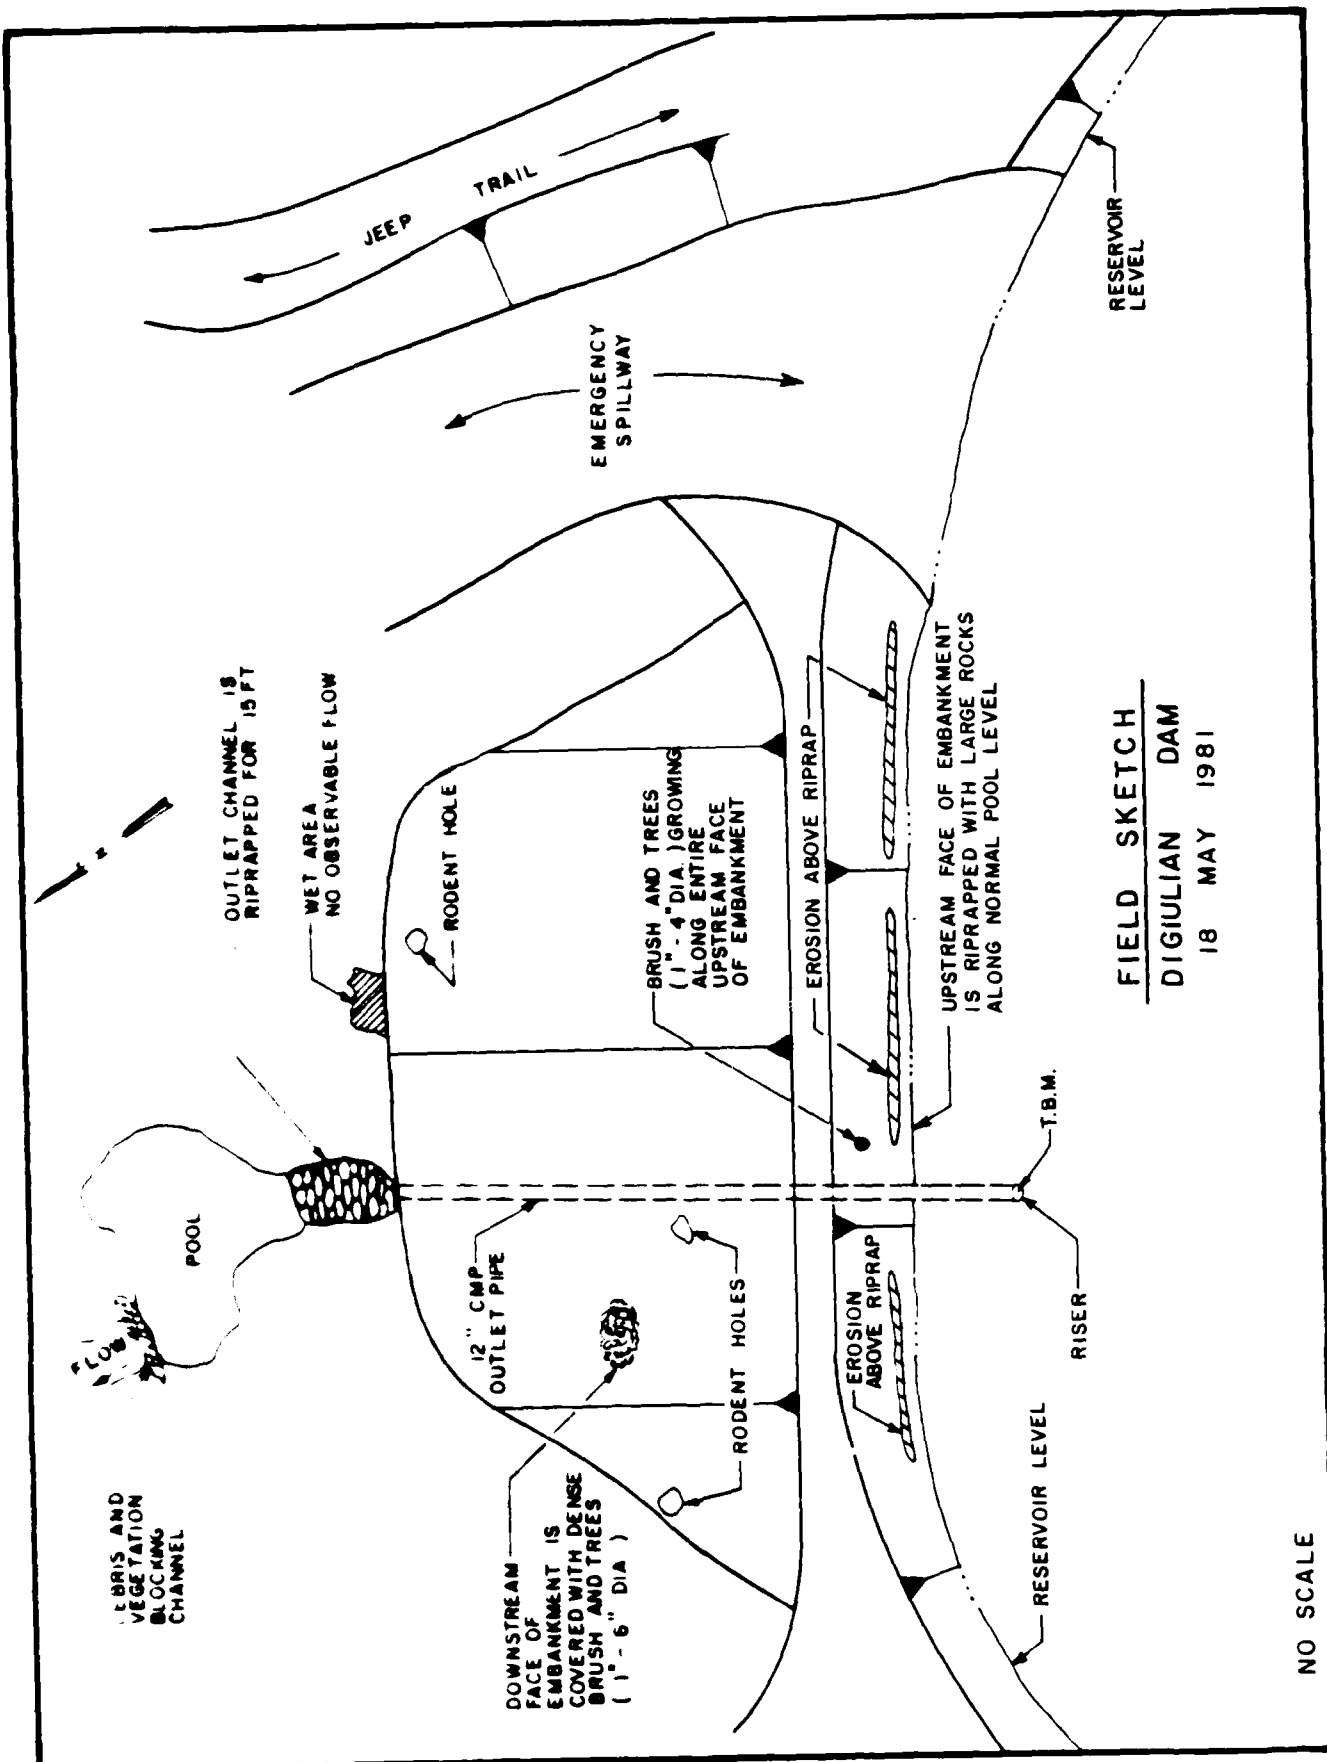 JEEP TRAIL
EMERGENCY
SPILLWAY
RESERVOIR
LEVEL
OUTLET CHANNEL IS
RIPRAPPED FOR 15 FT
WET AREA
NO OBSERVABLE FLOW
N
RODENT HOLE
BRUSH AND TREES
(1" - 4" DIA.) GROWING
ALONG ENTIRE
UPSTREAM FACE
OF EMBANKMENT
EROSION ABOVE RIPRAP
UPSTREAM FACE OF EMBANKMENT
IS RIPRAPPED WITH LARGE ROCKS
ALONG NORMAL POOL LEVEL
POOL
FLOW
12" CMP
OUTLET PIPE
RODENT HOLES
EROSION
ABOVE RIPRAP
T.B.M.
RISER
EBRIS AND
VEGETATION
BLOCKING
CHANNEL
DOWNSTREAM
FACE OF
EMBANKMENT IS
COVERED WITH DENSE
BRUSH AND TREES
(1" - 6" DIA)
RESERVOIR LEVEL
FIELD SKETCH
DIGIULIAN DAM
18 MAY 1981
NO SCALE